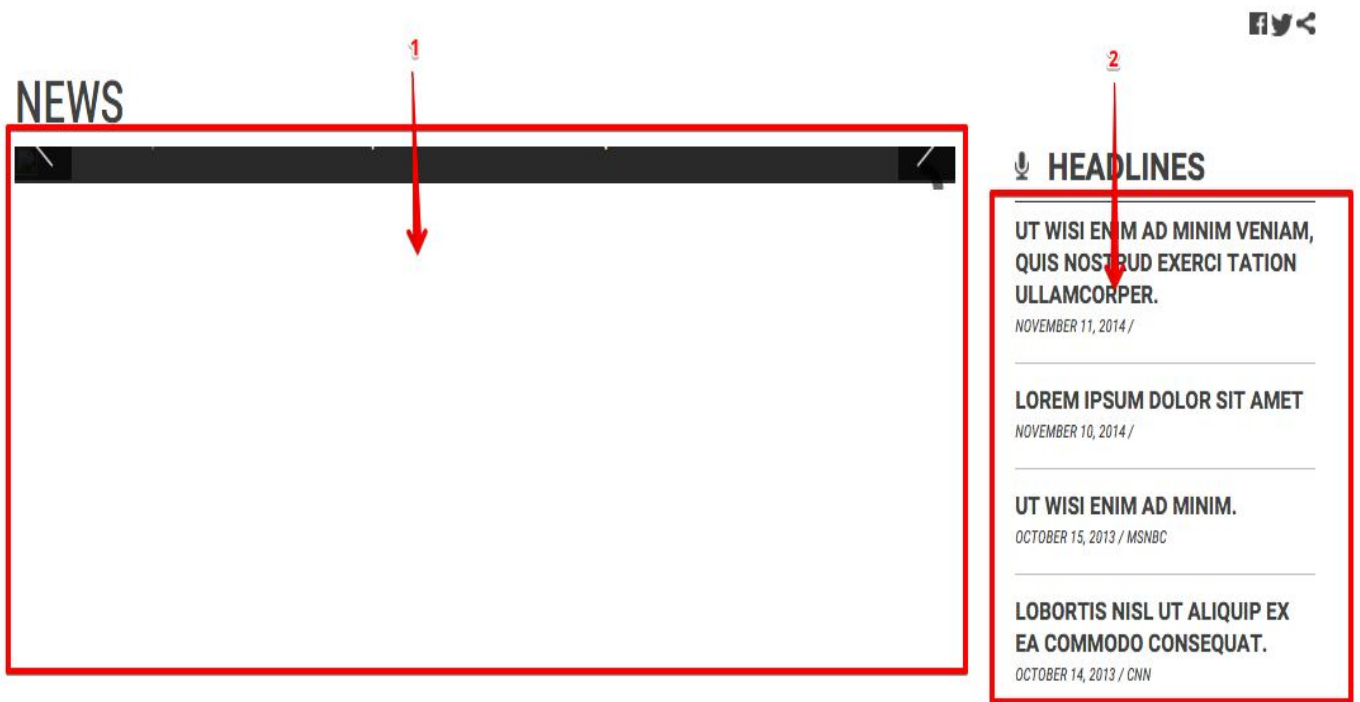 1
2
NEWS
HEADLINES
UT WISI ENIM AD MINIM VENIAM,
QUIS NOSTRUD EXERCI TATION
ULLAMCORPER.
NOVEMBER 11, 2014 /
LOREM IPSUM DOLOR SIT AMET
NOVEMBER 10, 2014 /
UT WISI ENIM AD MINIM.
OCTOBER 15, 2013 / MSNBC
LOBORTIS NISL UT ALIQUIP EX
EA COMMODO CONSEQUAT.
OCTOBER 14, 2013 / CNN